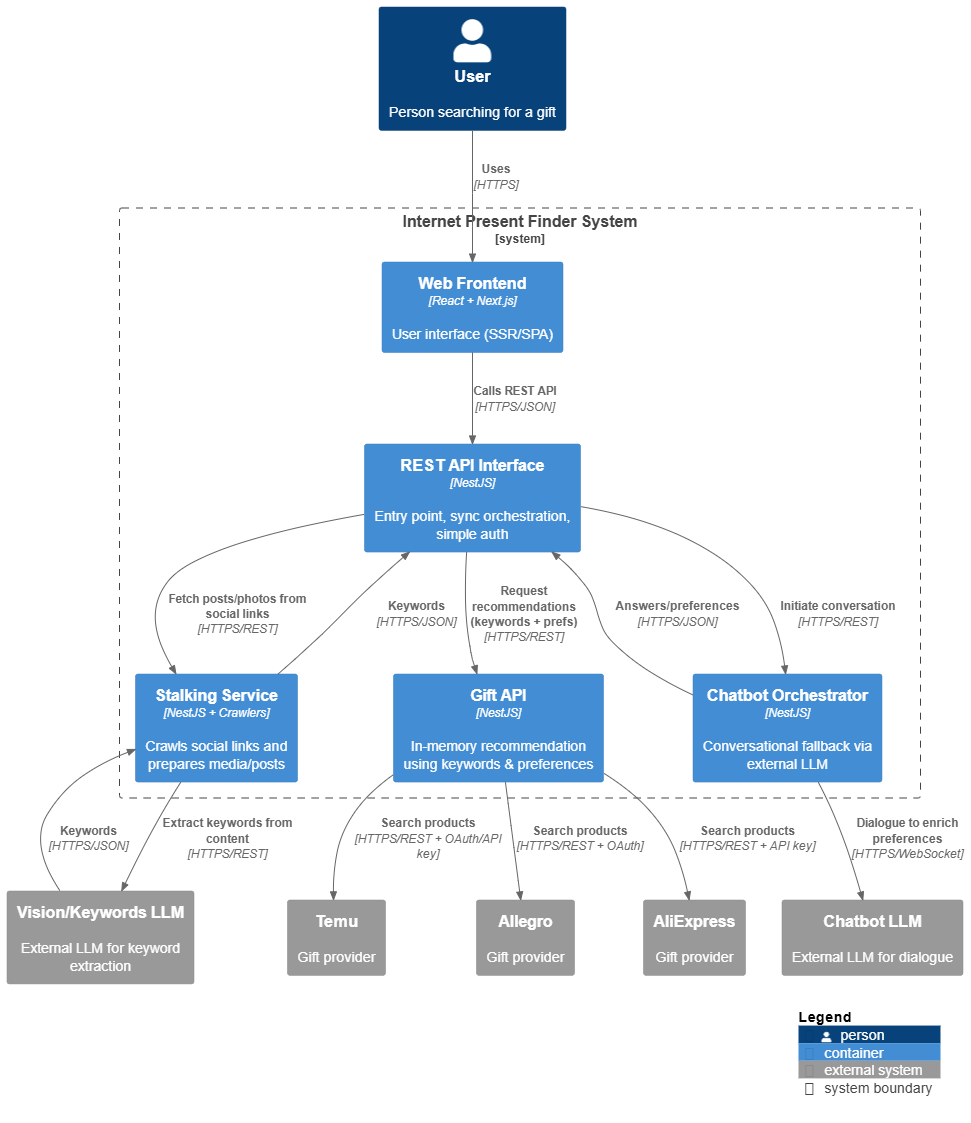 User
Person searching for a gift
Uses
[HTTPS]
Internet Present Finder System
[system]
Web Frontend
[React + Next.js]
User interface (SSR/SPA)
Calls REST API
[HTTPS/JSON]
REST API Interface
[NestJS]
Entry point, sync orchestration,
simple auth
Fetch posts/photos from
social links
[HTTPS/REST]
Keywords
[HTTPS/JSON]
Request
recommendations
(keywords + prefs)
[HTTPS/REST]
Answers/preferences
[HTTPS/JSON]
Initiate conversation
[HTTPS/REST]
Stalking Service
[NestJS + Crawlers]
Crawls social links and
prepares media/posts
Gift API
[NestJS]
In-memory recommendation
using keywords & preferences
Chatbot Orchestrator
[NestJS]
Conversational fallback via
external LLM
Keywords
[HTTPS/JSON]
Extract keywords from
content
[HTTPS/REST]
Search products
[HTTPS/REST + OAuth/API
key]
Search products
[HTTPS/REST + OAuth]
Search products
[HTTPS/REST + API key]
Dialogue to enrich
preferences
[HTTPS/WebSocket]
Vision/Keywords LLM
External LLM for keyword
extraction
Temu
Gift provider
Allegro
Gift provider
AliExpress
Gift provider
Chatbot LLM
External LLM for dialogue
Legend
person
container
external system
system boundary